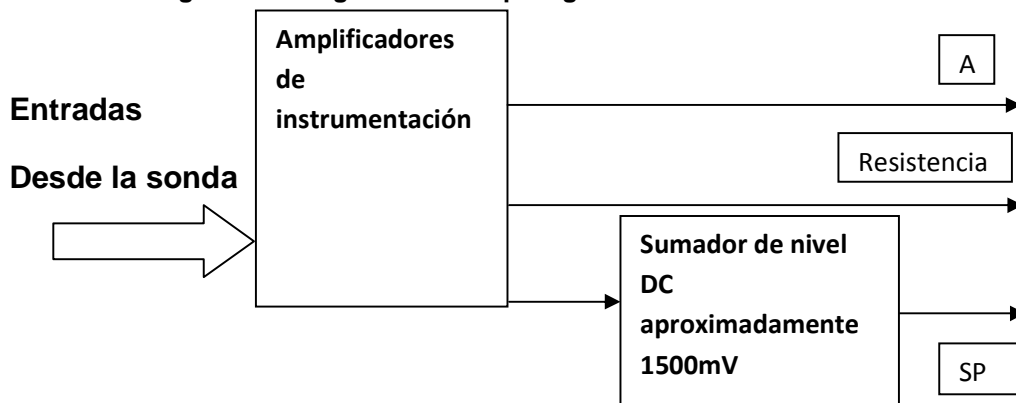 Amplificadores
de
instrumentación
A
Entradas
Resistencia
Desde la sonda
Sumador de nivel
DC
aproximadamente
1500mV
SP